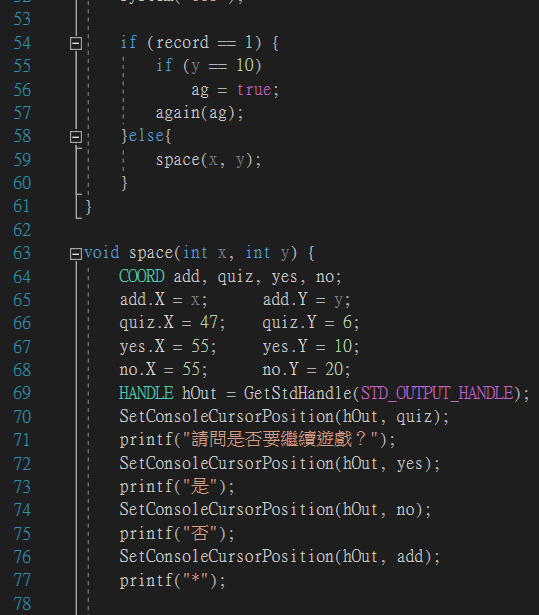 53
54 if (record == 1) {
55 if (y == 10)
56 ag = true;
57 again(ag);
58 }else{
59 space(x, y);
60 }
61 }
62
63 void space(int x, int y) {
64 COORD add, quiz, yes, no;
65 add.X = x; add.Y = y;
66 quiz.X = 47; quiz.Y = 6;
67 yes.X = 55; yes.Y = 10;
68 no.X = 55; no.Y = 20;
69 HANDLE hOut = GetStdHandle(STD_OUTPUT_HANDLE);
70 SetConsoleCursorPosition(hOut, quiz);
71 printf("請問是否要繼續遊戲？");
72 SetConsoleCursorPosition(hOut, yes);
73 printf("是");
74 SetConsoleCursorPosition(hOut, no);
75 printf("否");
76 SetConsoleCursorPosition(hOut, add);
77 printf("*");
78